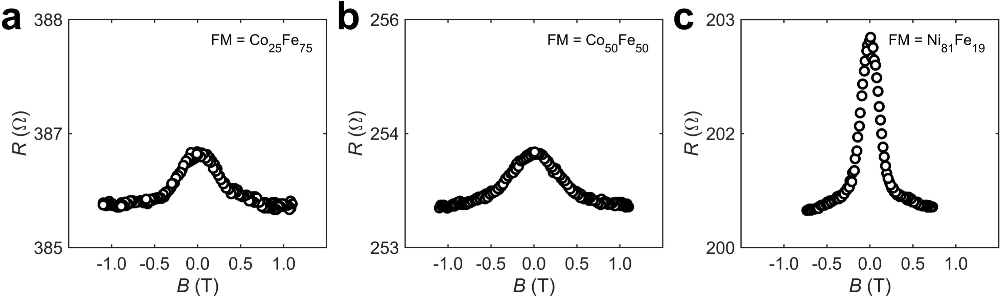 a
388
387
385
R (Ω)
FM = Co25Fe75
-1.0 -0.5 0.0 0.5 1.0
B (T)
b
256
254
253
R (Ω)
FM = Co50Fe50
-1.0 -0.5 0.0 0.5 1.0
B (T)
c
203
202
200
R (Ω)
FM = Ni81Fe19
-1.0 -0.5 0.0 0.5 1.0
B (T)